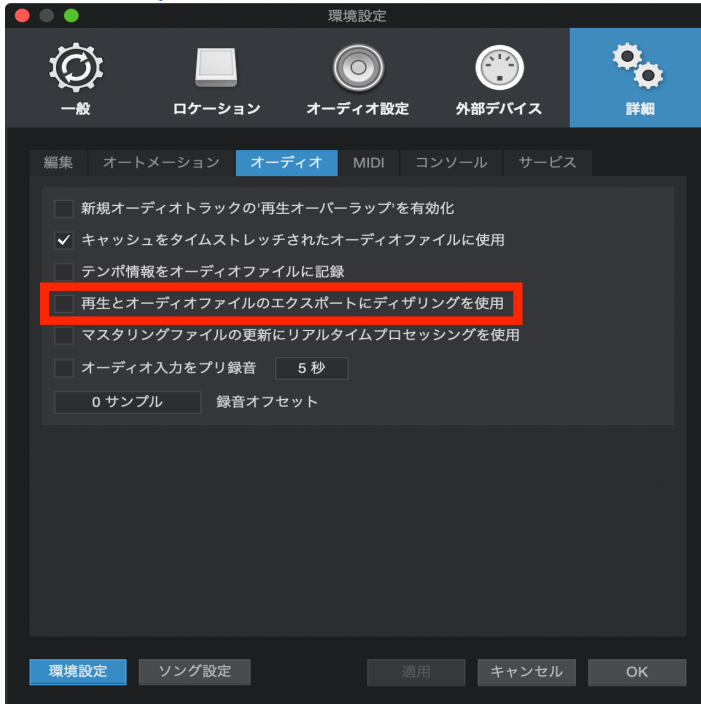 環境設定
一般 ロケーション オーディオ設定 外部デバイス 詳細
編集 オートメーション オーディオ MIDI コンソール サービス
新規オーディオトラックの'再生オーバーラップ'を有効化
キャッシュをタイムストレッチされたオーディオファイルに使用
テンポ情報をオーディオファイルに記録
再生とオーディオファイルのエクスポートにディザリングを使用
マスタリングファイルの更新にリアルタイムプロセッシングを使用
オーディオ入力をプリ録音 5 秒
0 サンプル 録音オフセット
環境設定 ソング設定 適用 キャンセル OK